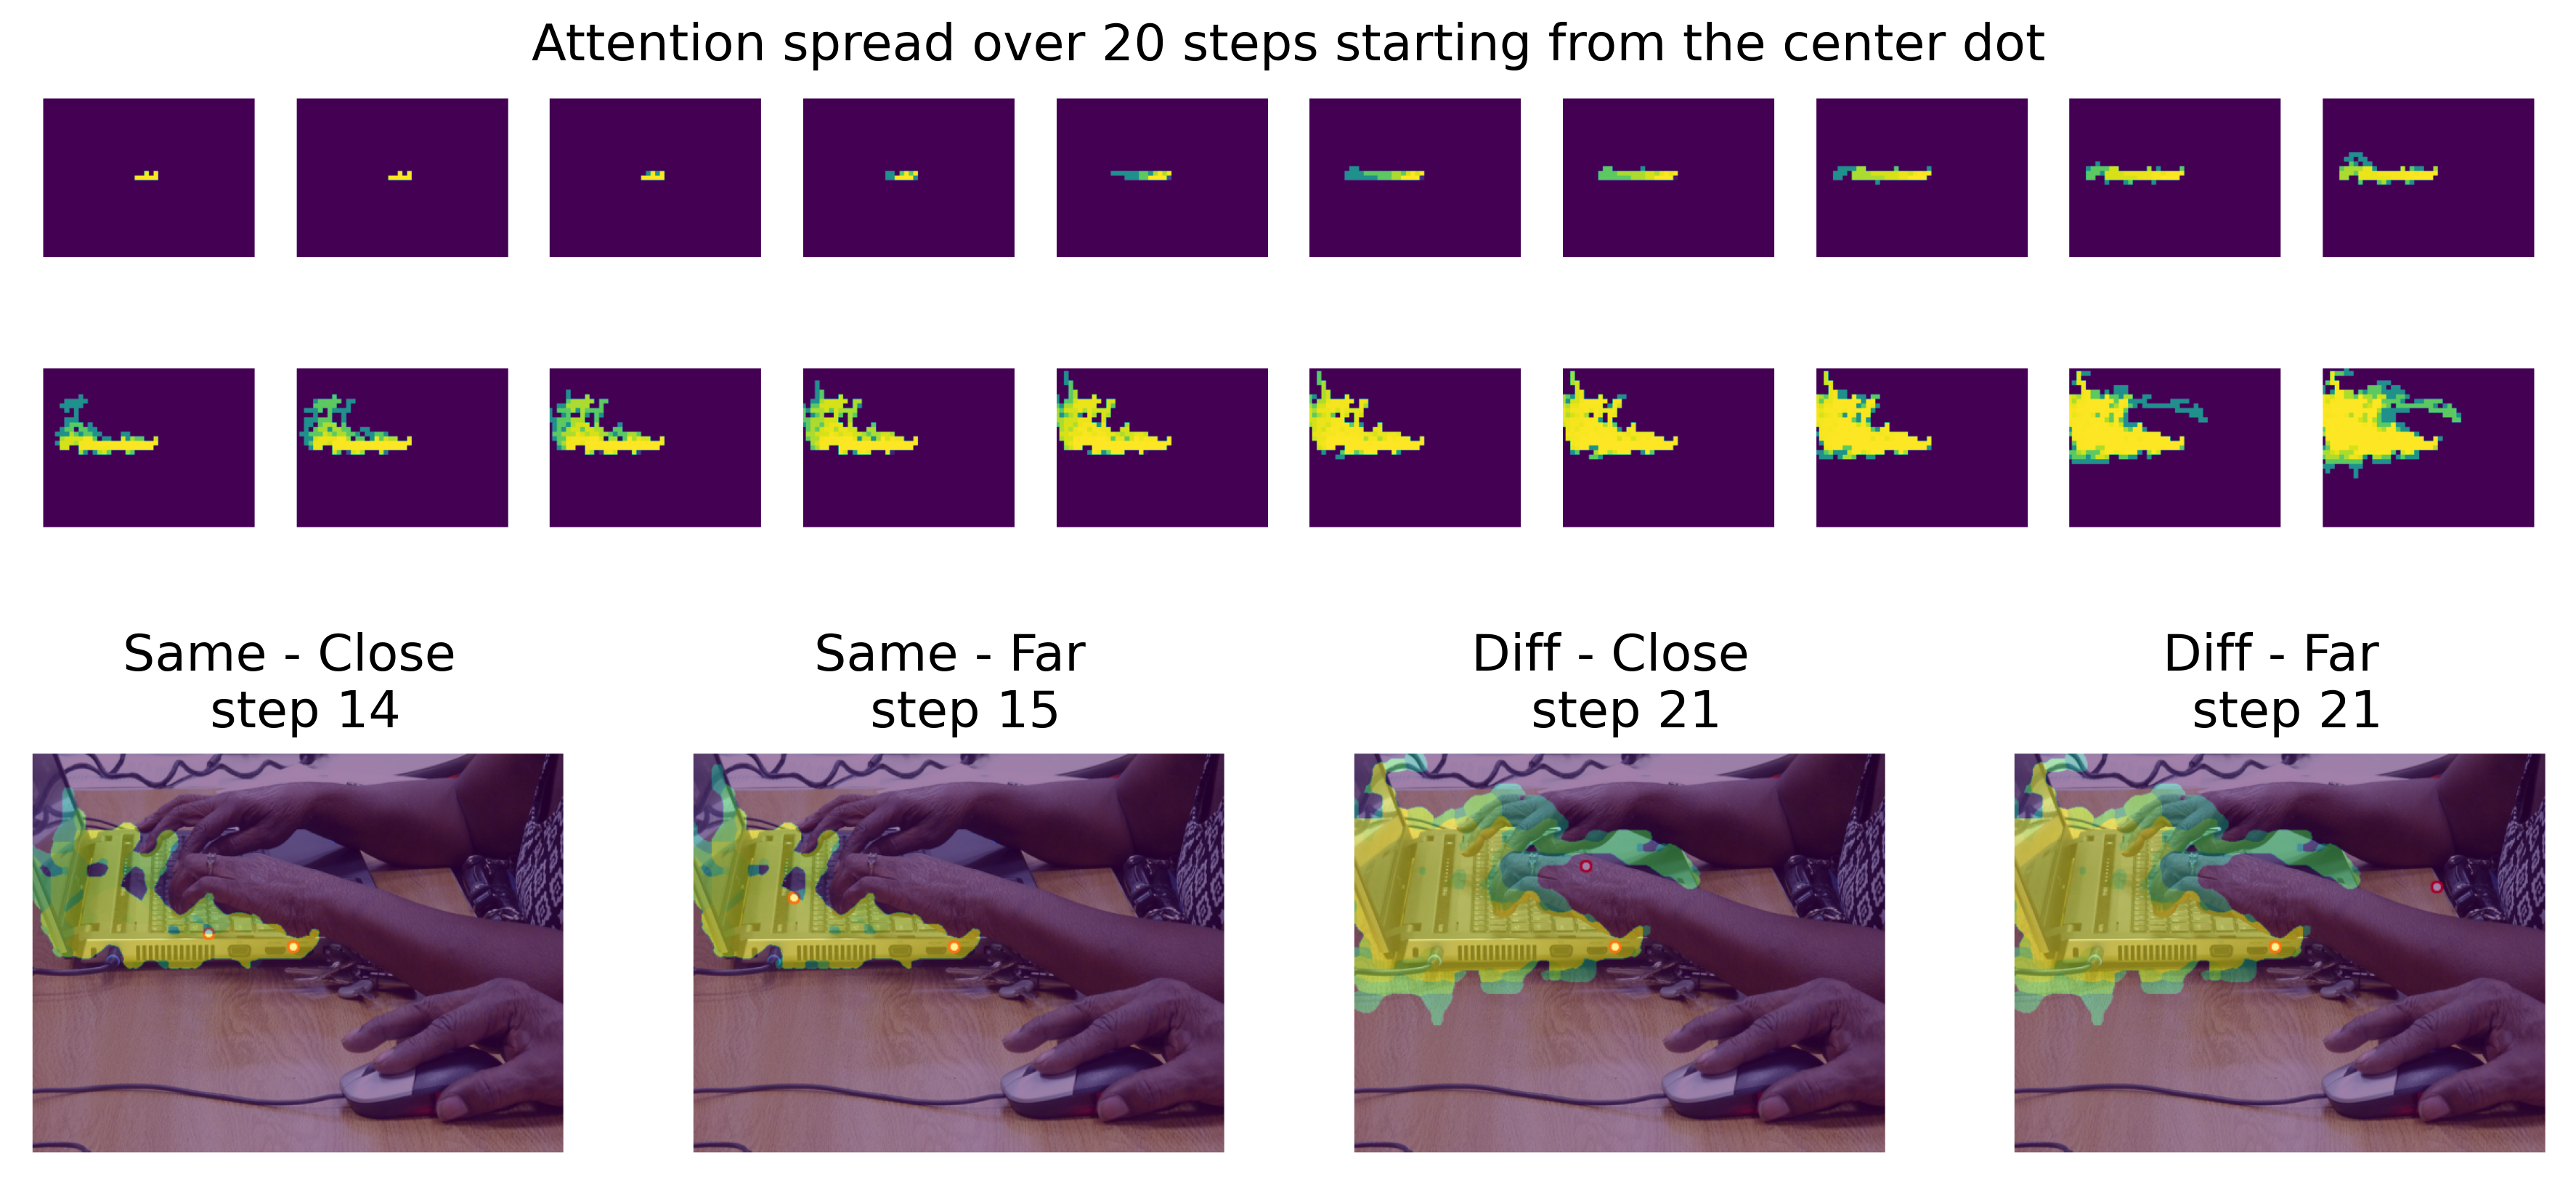 Attention spread over 20 steps starting from the center dot
Same - Close
step 14
Same - Far
step 15
Diff - Close
step 21
Diff - Far
step 21